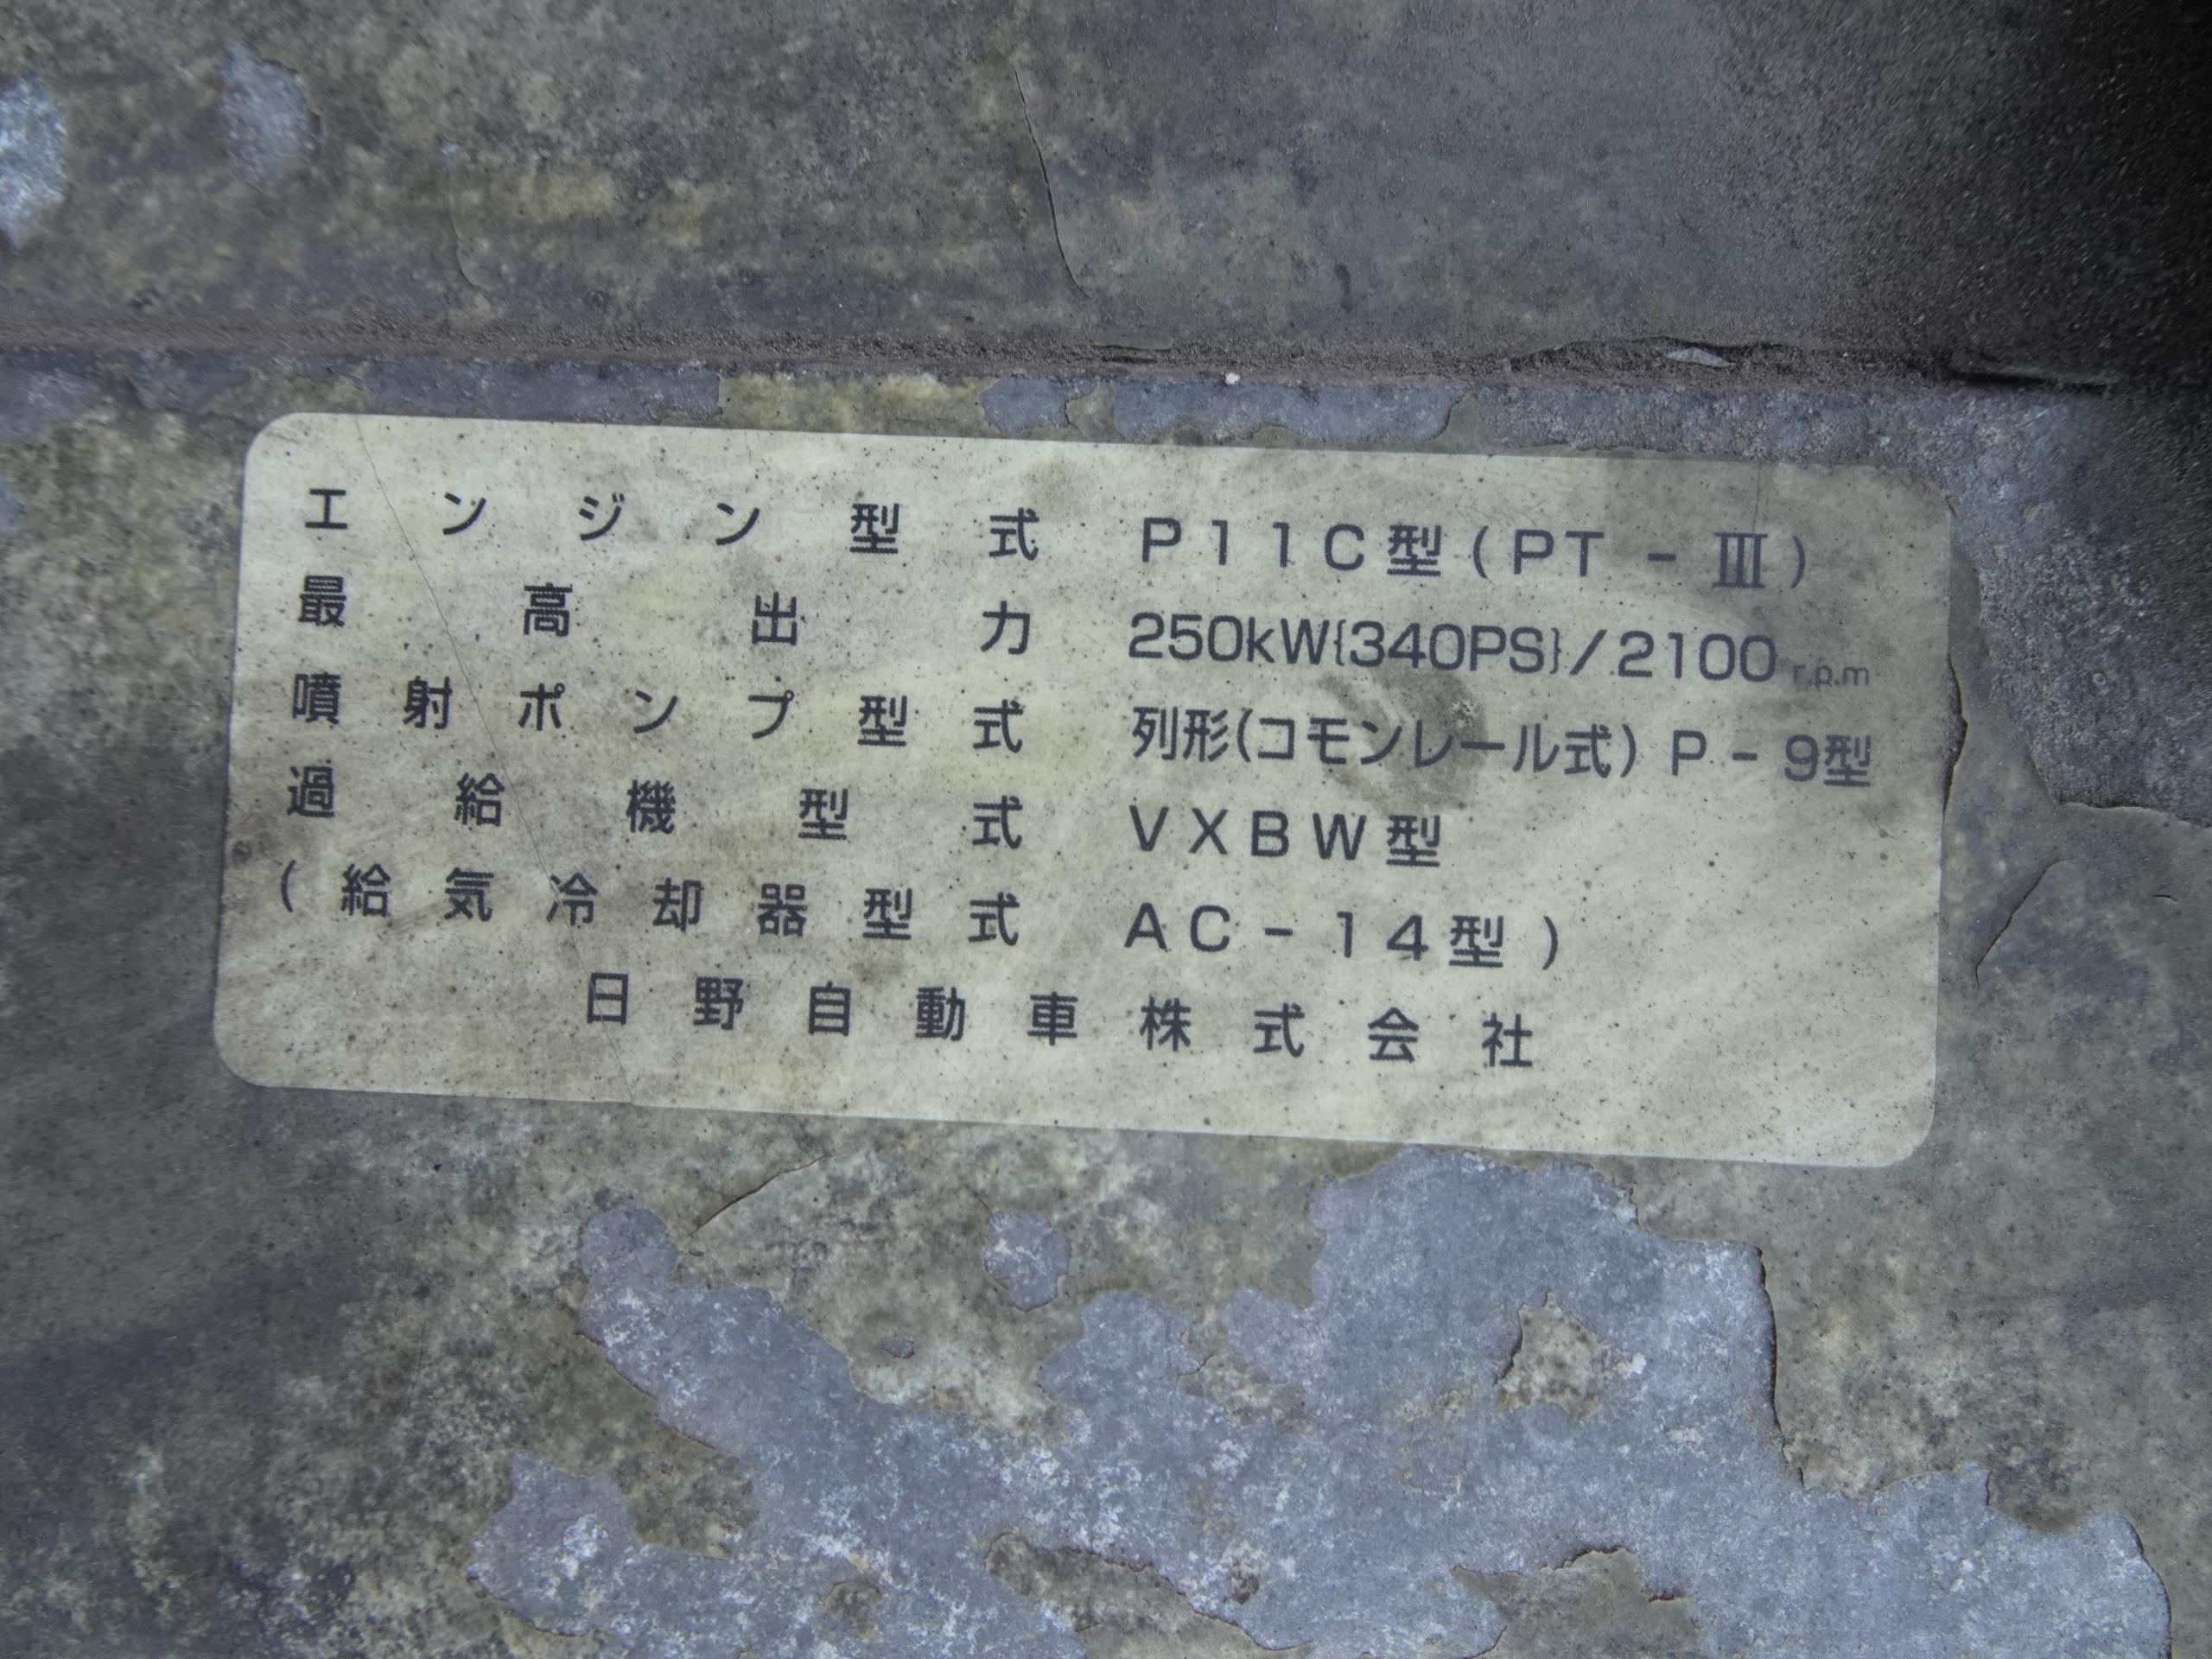 エンジン型式 P11C型(PT-Ⅲ)
最高出力 250kW{340PS}/2100r.p.m
噴射ポンプ型式 列形(コモンレール式) P-9型
過給機型式 VXBW型
(給気冷却器型式 AC-14型)
日野自動車株式会社